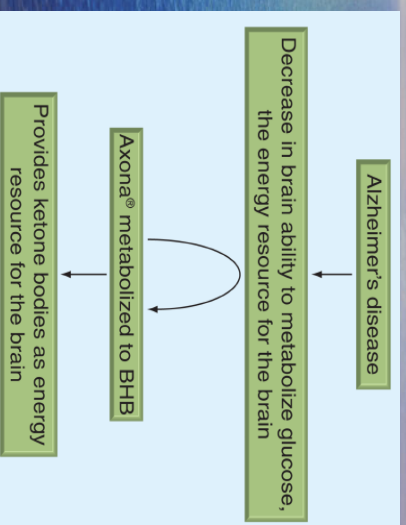 Alzheimer's disease
Decrease in brain ability to metabolize glucose,
the energy resource for the brain
Axona® metabolized to BHB
Provides ketone bodies as energy
resource for the brain